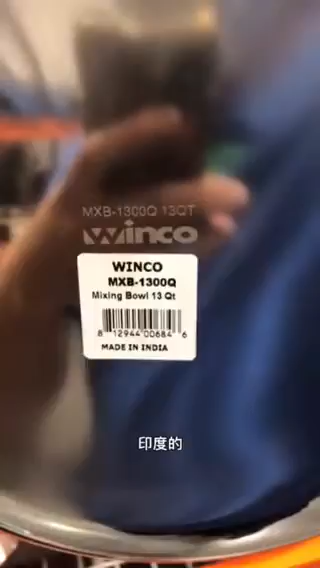 MXB-1300Q 13QT
winco
WINCO
MXB-1300Q
Mixing Bowl 13 Qt
8 12944 00684 6
MADE IN INDIA
印度的